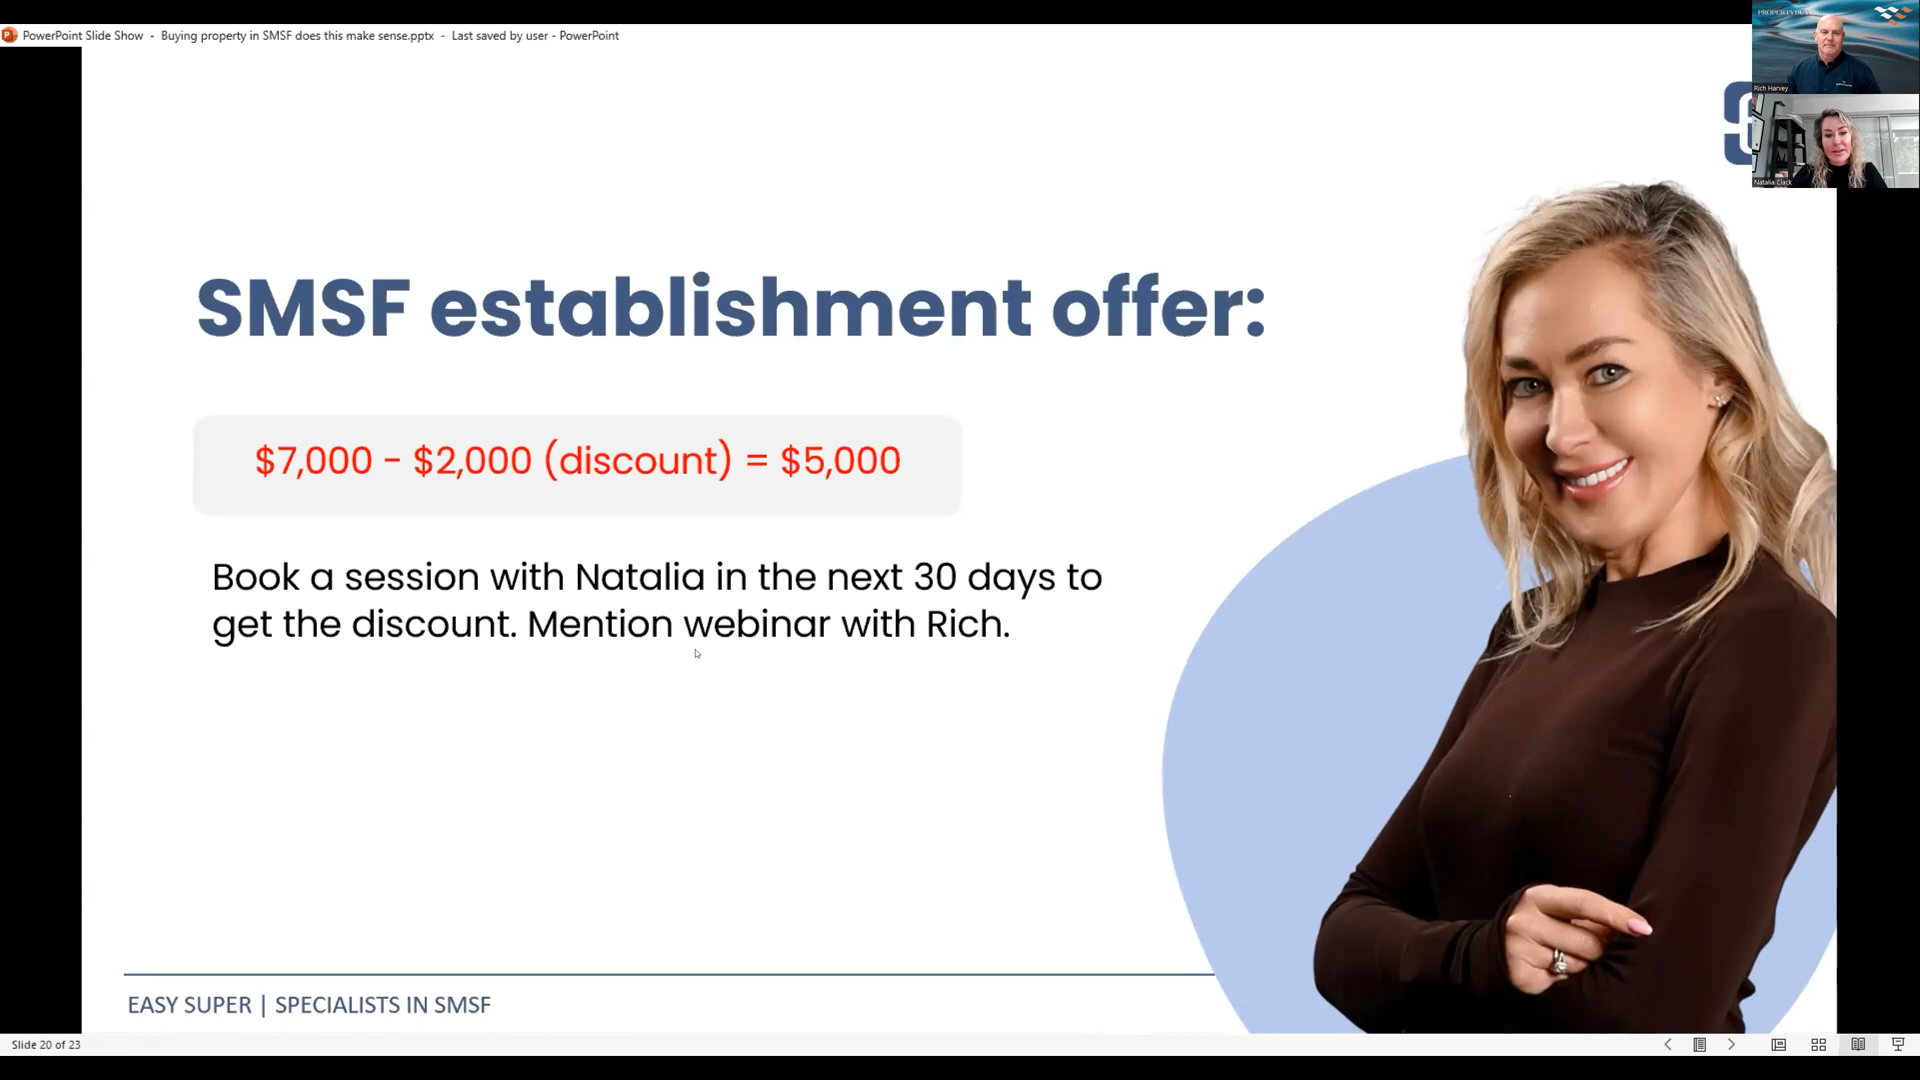 PowerPoint Slide Show - Buying property in SMSF does this make sense.pptx - Last saved by user - PowerPoint
Rich Harvey
Natalia Clack
SMSF establishment offer:
$7,000 - $2,000 (discount) = $5,000
Book a session with Natalia in the next 30 days to
get the discount. Mention webinar with Rich.
EASY SUPER | SPECIALISTS IN SMSF
Slide 20 of 23